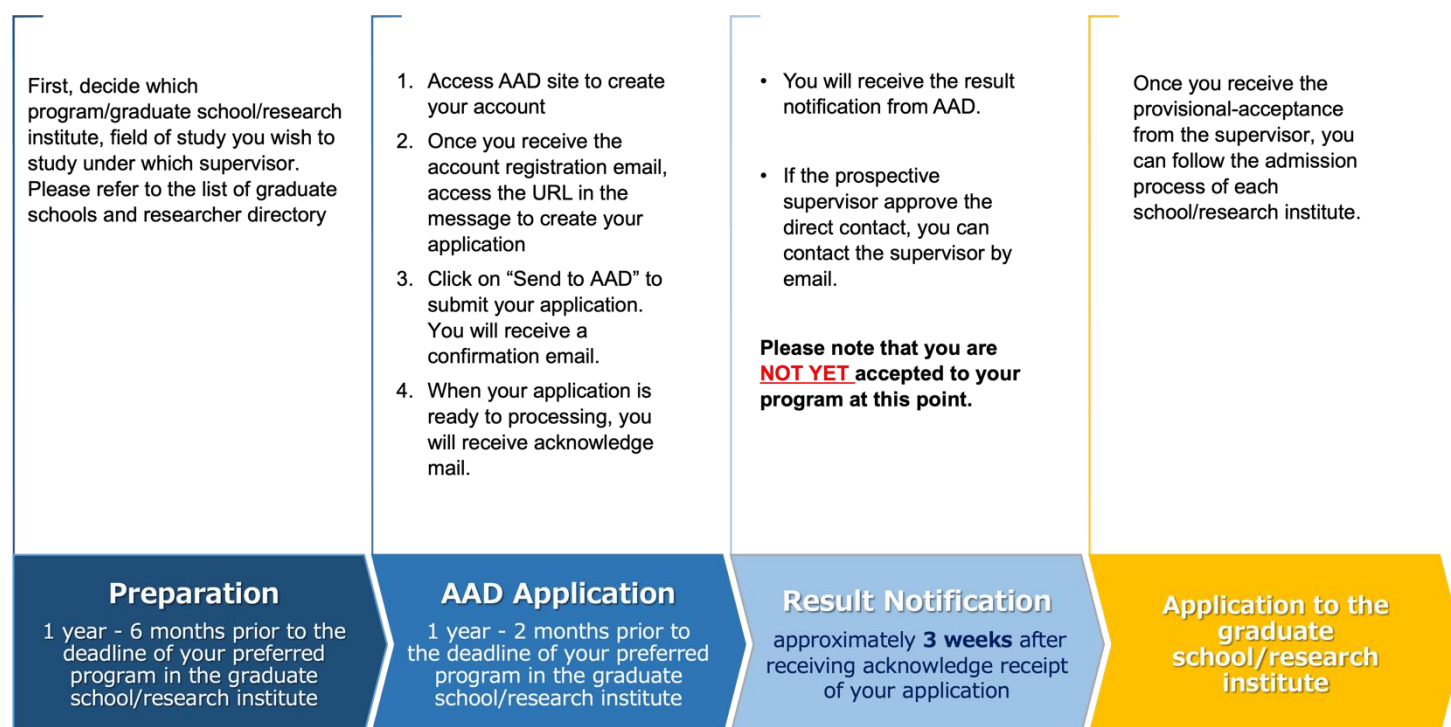 First, decide which
program/graduate school/research
institute, field of study you wish to
study under which supervisor.
Please refer to the list of graduate
schools and researcher directory
Preparation
1 year - 6 months prior to the
deadline of your preferred
program in the graduate
school/research institute
1. Access AAD site to create
your account
2. Once you receive the
account registration email,
access the URL in the
message to create your
application
3. Click on “Send to AAD” to
submit your application.
You will receive a
confirmation email.
4. When your application is
ready to processing, you
will receive acknowledge
mail.
AAD Application
1 year - 2 months prior to
the deadline of your preferred
program in the graduate
school/research institute
• You will receive the result
notification from AAD.
• If the prospective
supervisor approve the
direct contact, you can
contact the supervisor by
email.
Please note that you are
NOT YET accepted to your
program at this point.
Result Notification
approximately 3 weeks after
receiving acknowledge receipt
of your application
Once you receive the
provisional-acceptance
from the supervisor, you
can follow the admission
process of each
school/research institute.
Application to the
graduate
school/research
institute